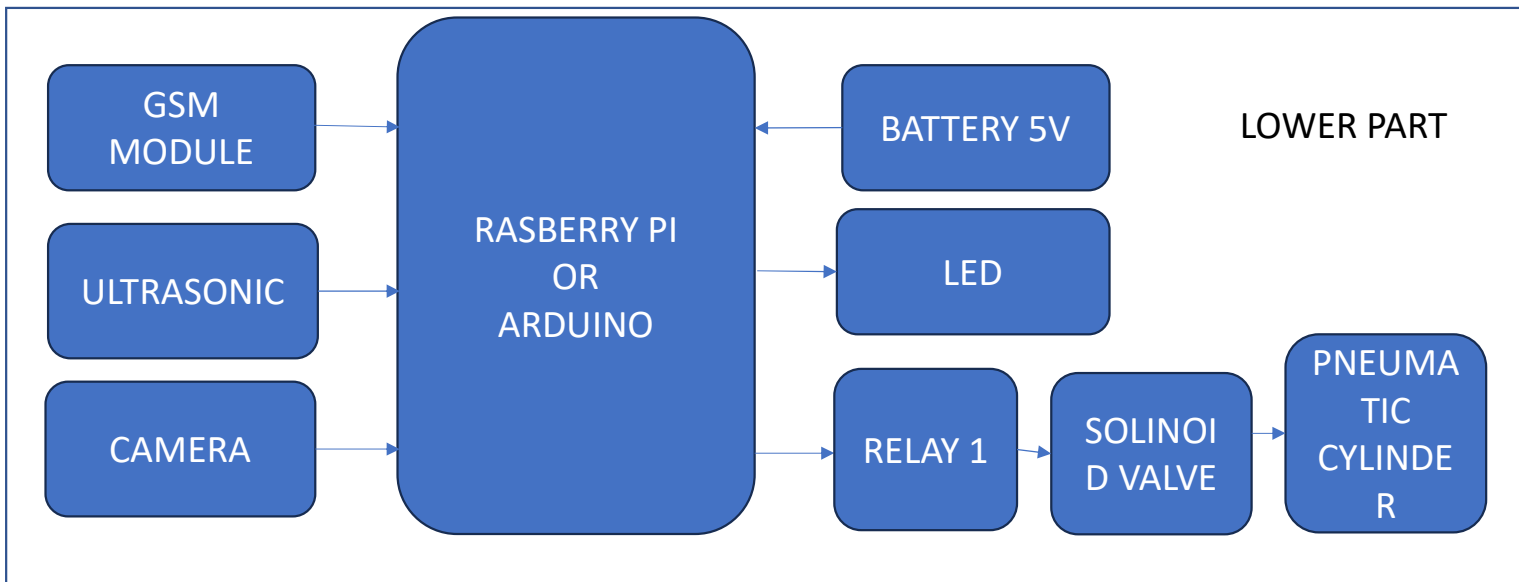 GSM
MODULE
ULTRASONIC
CAMERA
RASBERRY PI
OR
ARDUINO
BATTERY 5V
LED
RELAY 1
SOLINOI
D VALVE
PNEUMA
TIC
CYLINDE
R
LOWER PART